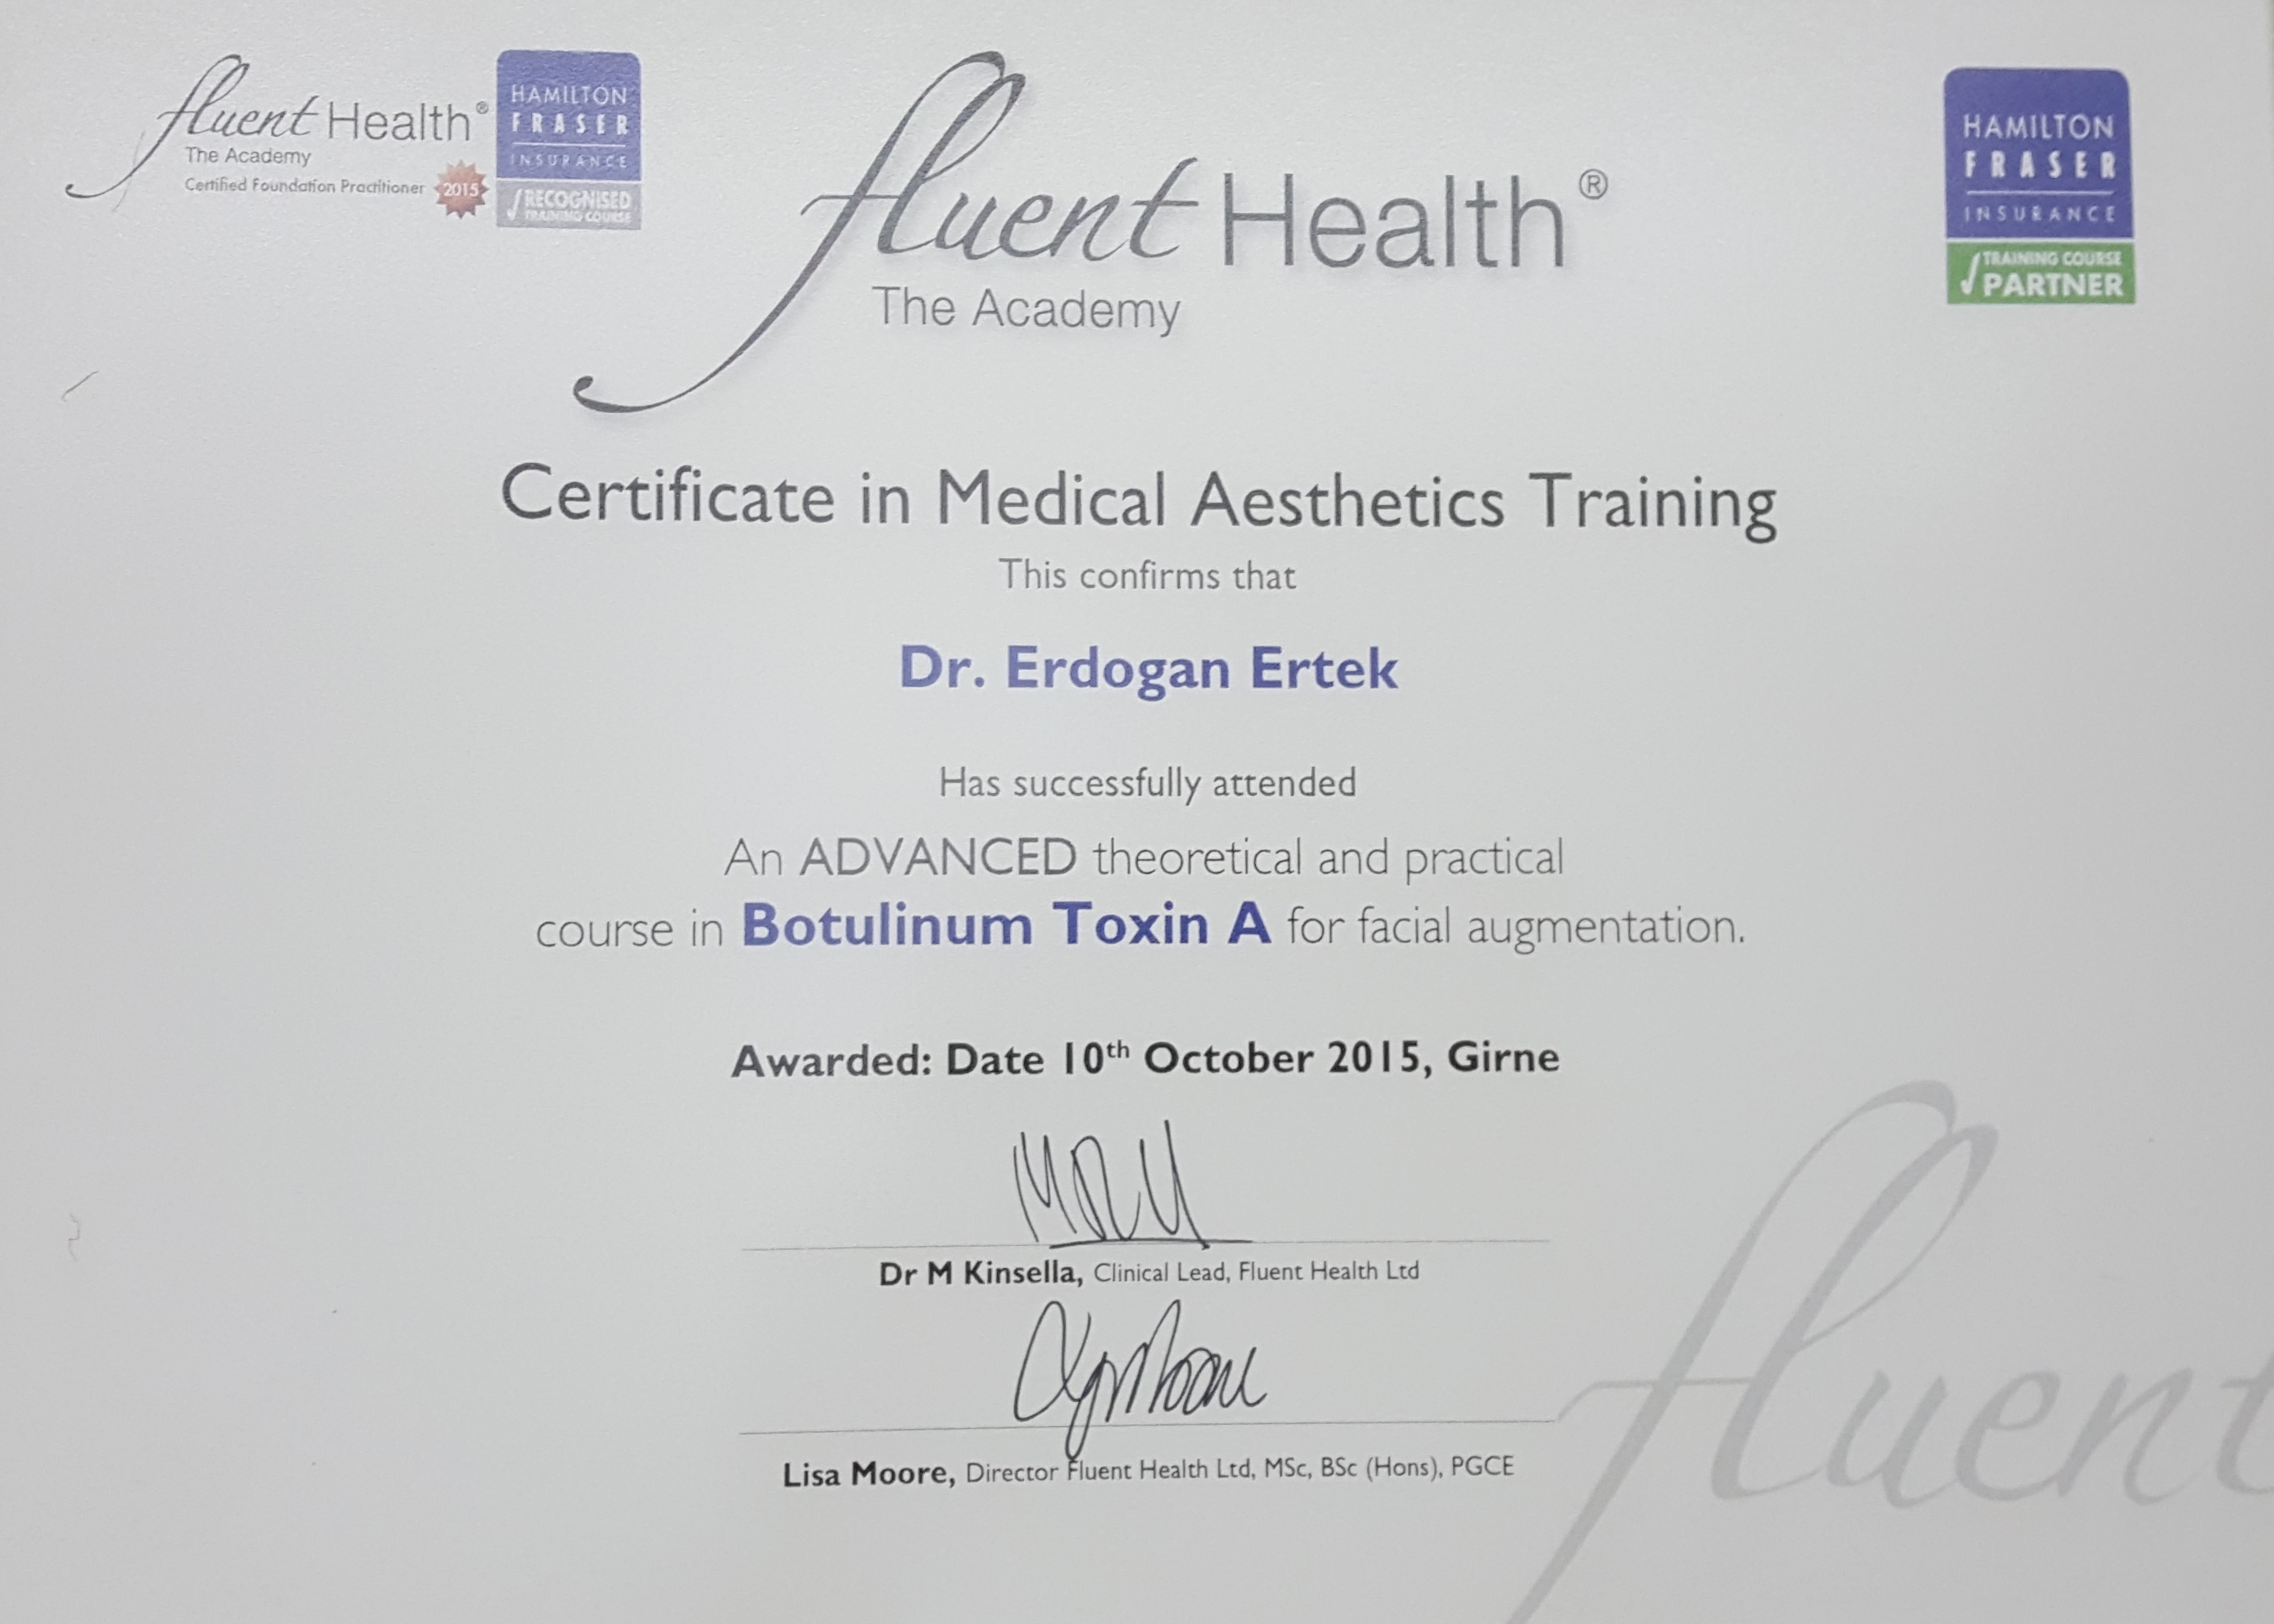 fluent Health®
The Academy
Certified Foundation Practitioner 2015
HAMILTON
FRASER
INSURANCE
RECOGNISED
TRAINING COURSE
fluent Health®
The Academy
HAMILTON
FRASER
INSURANCE
TRAINING COURSE
PARTNER
Certificate in Medical Aesthetics Training
This confirms that
Dr. Erdogan Ertek
Has successfully attended
An ADVANCED theoretical and practical
course in Botulinum Toxin A for facial augmentation.
Awarded: Date 10th October 2015, Girne
Dr M Kinsella, Clinical Lead, Fluent Health Ltd
Lisa Moore, Director Fluent Health Ltd, MSc, BSc (Hons), PGCE
fluent